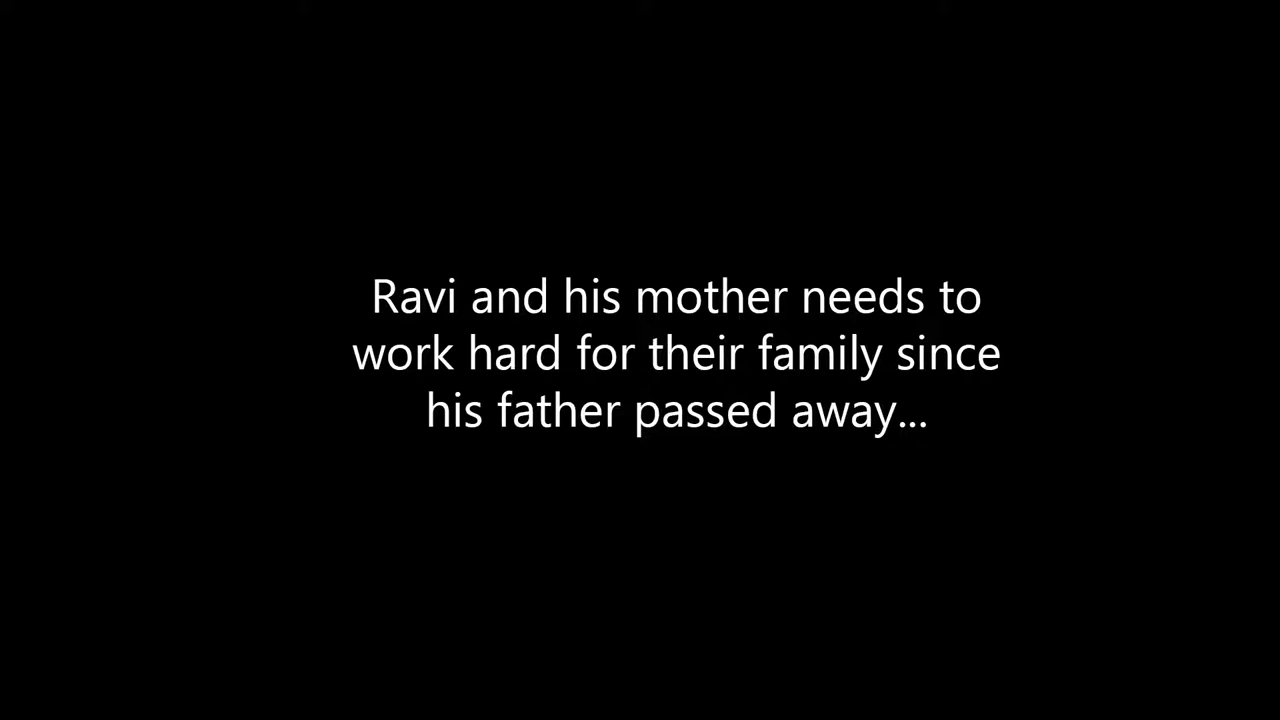 Ravi and his mother needs to
work hard for their family since
his father passed away...